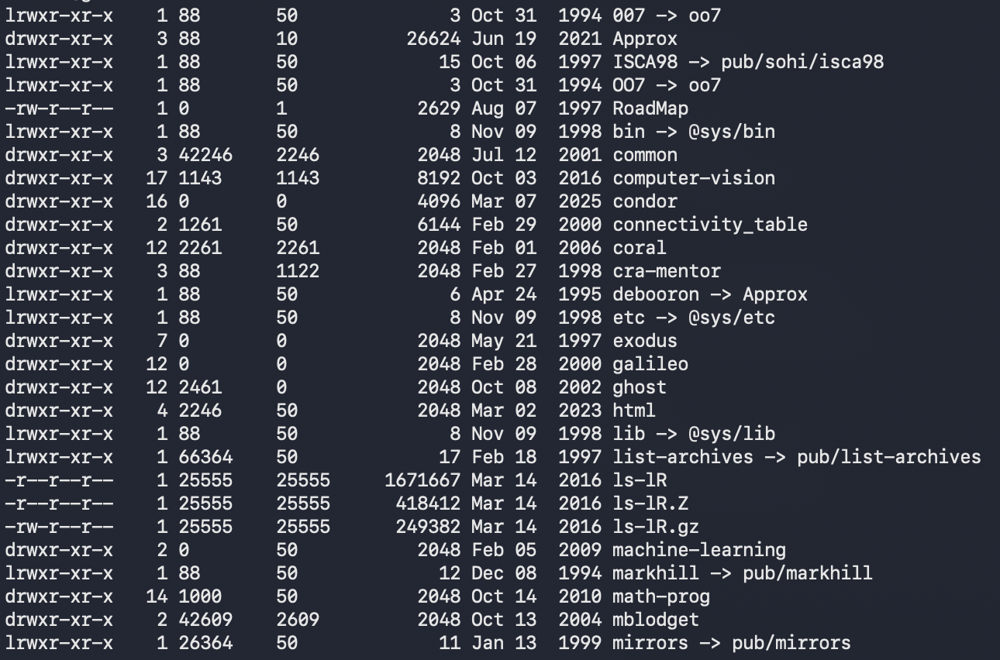 lrwxr-xr-x    1 88       50              3 Oct 31  1994 007 -> oo7
drwxr-xr-x    3 88       10          26624 Jun 19  2021 Approx
lrwxr-xr-x    1 88       50             15 Oct 06  1997 ISCA98 -> pub/sohi/isca98
lrwxr-xr-x    1 88       50              3 Oct 31  1994 OO7 -> oo7
-rw-r--r--    1 0        1            2629 Aug 07  1997 RoadMap
lrwxr-xr-x    1 88       50              8 Nov 09  1998 bin -> @sys/bin
drwxr-xr-x    3 42246    2246         2048 Jul 12  2001 common
drwxr-xr-x   17 1143     1143         8192 Oct 03  2016 computer-vision
drwxr-xr-x   16 0        0            4096 Mar 07  2025 condor
drwxr-xr-x    2 1261     50           6144 Feb 29  2000 connectivity_table
drwxr-xr-x   12 2261     2261         2048 Feb 01  2006 coral
drwxr-xr-x    3 88       1122         2048 Feb 27  1998 cra-mentor
lrwxr-xr-x    1 88       50              6 Apr 24  1995 debooron -> Approx
lrwxr-xr-x    1 88       50              8 Nov 09  1998 etc -> @sys/etc
drwxr-xr-x    7 0        0            2048 May 21  1997 exodus
drwxr-xr-x   12 0        0            2048 Feb 28  2000 galileo
drwxr-xr-x   12 2461     0            2048 Oct 08  2002 ghost
drwxr-xr-x    4 2246     50           2048 Mar 02  2023 html
lrwxr-xr-x    1 88       50              8 Nov 09  1998 lib -> @sys/lib
lrwxr-xr-x    1 66364    50             17 Feb 18  1997 list-archives -> pub/list-archives
-r--r--r--    1 25555    25555     1671667 Mar 14  2016 ls-lR
-r--r--r--    1 25555    25555      418412 Mar 14  2016 ls-lR.Z
-rw-r--r--    1 25555    25555      249382 Mar 14  2016 ls-lR.gz
drwxr-xr-x    2 0        50           2048 Feb 05  2009 machine-learning
lrwxr-xr-x    1 88       50             12 Dec 08  1994 markhill -> pub/markhill
drwxr-xr-x   14 1000     50           2048 Oct 14  2010 math-prog
drwxr-xr-x    2 42609    2609         2048 Oct 13  2004 mblodget
lrwxr-xr-x    1 26364    50             11 Jan 13  1999 mirrors -> pub/mirrors